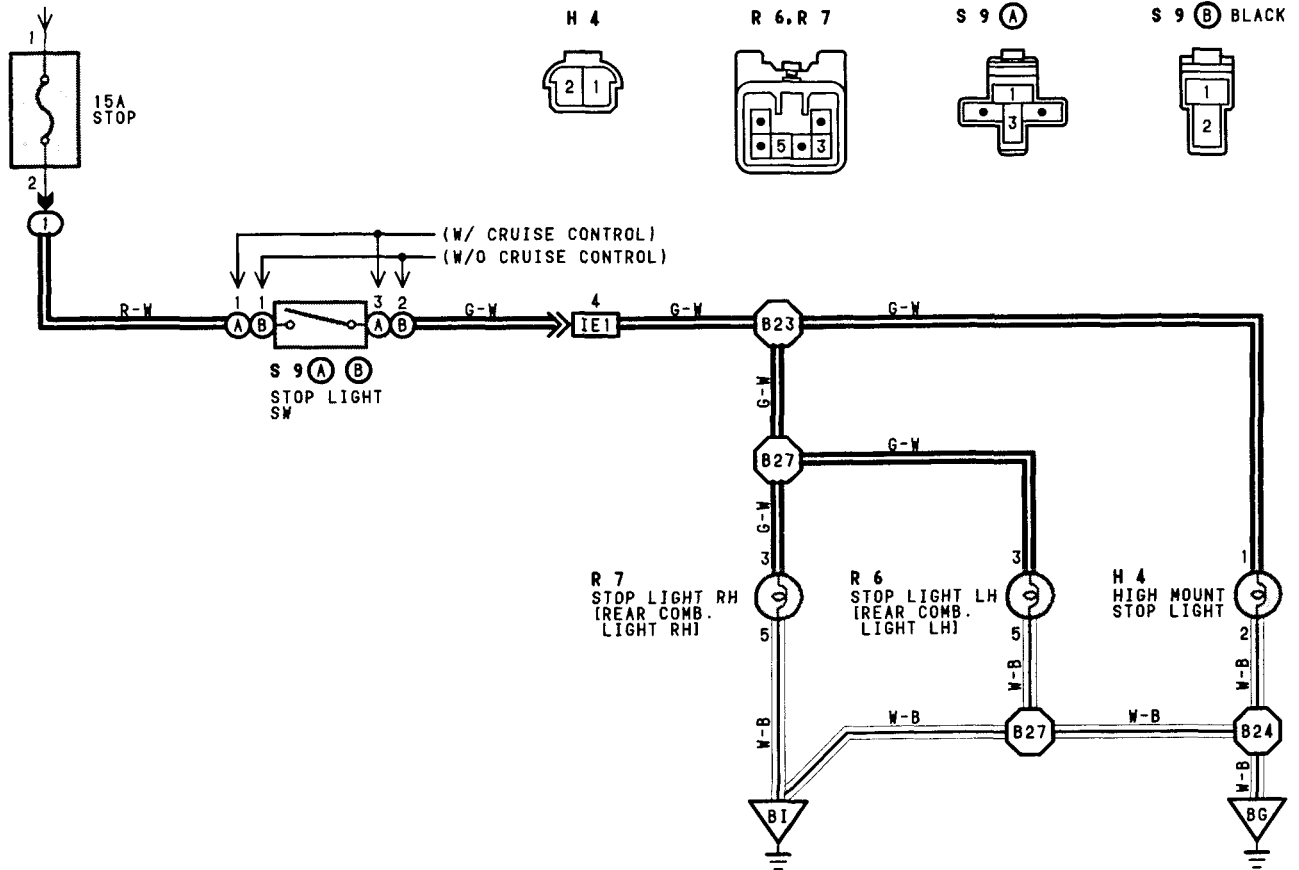 H 4
R 6, R 7
S 9 A
S 9 B BLACK
2 1
5 3
1
3
1
2
1
15A
STOP
2
1
(W/ CRUISE CONTROL)
(W/O CRUISE CONTROL)
R-W
1 1
A B
3 2
A B
G-W
4
IE1
G-W
B23
G-W
S 9 A B
STOP LIGHT
SW
G-W
B27
G-W
G-W
3
R 7
STOP LIGHT RH
[REAR COMB.
LIGHT RH]
5
3
R 6
STOP LIGHT LH
[REAR COMB.
LIGHT LH]
5
1
H 4
HIGH MOUNT
STOP LIGHT
2
W-B
W-B
W-B
W-B
B27
W-B
B24
W-B
BI
BG